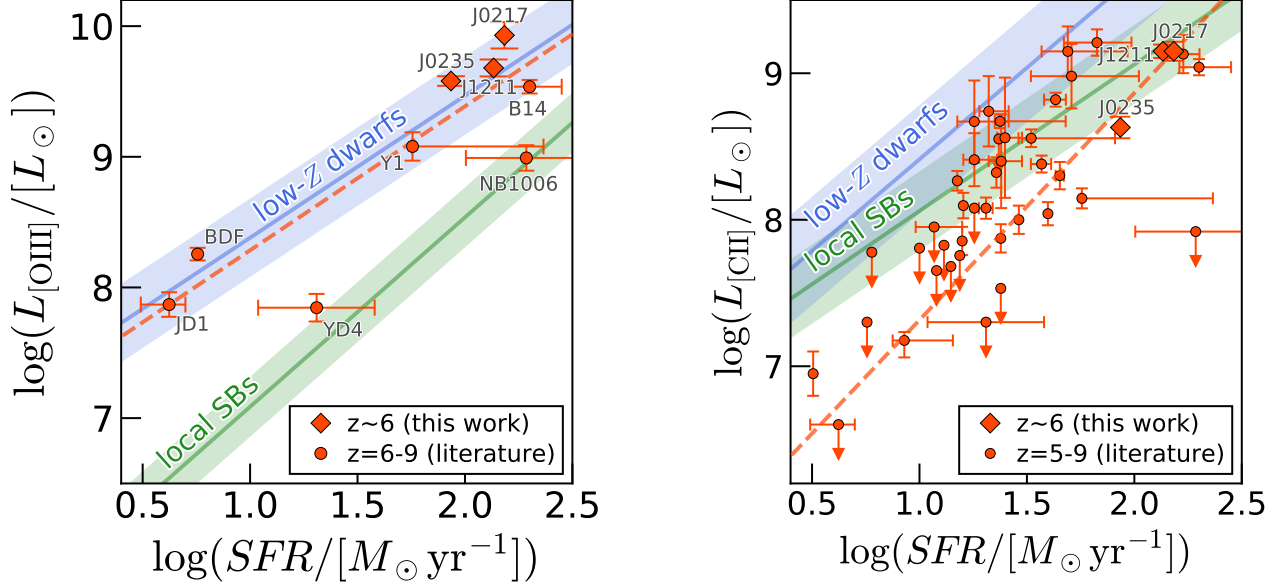 log(L[OIII]/[L⊙])
10
9
8
7
0.5
1.0
1.5
2.0
2.5
log(SFR/[M⊙ yr−1])
J0217
J0235
J1211
B14
low-Z dwarfs
Y1
NB1006
BDF
JD1
YD4
local SBs
z~6 (this work)
z=6-9 (literature)
log(L[CII]/[L⊙])
9
8
7
0.5
1.0
1.5
2.0
2.5
log(SFR/[M⊙ yr−1])
J0217
J1211
J0235
low-Z dwarfs
local SBs
z~6 (this work)
z=5-9 (literature)